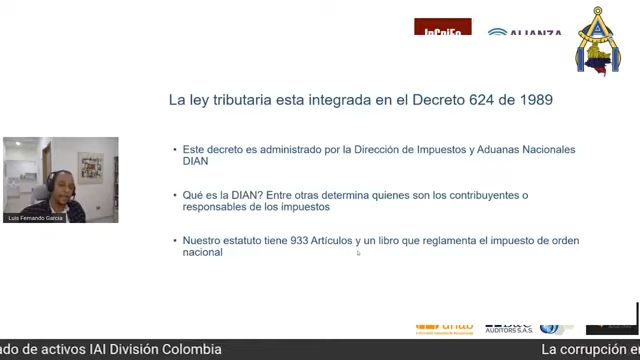 InCaiFo
ALIANZA
La ley tributaria esta integrada en el Decreto 624 de 1989
• Este decreto es administrado por la Dirección de Impuestos y Aduanas Nacionales
DIAN
• Qué es la DIAN? Entre otras determina quienes son los contribuyentes o
responsables de los impuestos
• Nuestro estatuto tiene 933 Artículos y un libro que reglamenta el impuesto de orden
nacional
Luis Fernando Garcia
AUDITORS S.A.S.
ado de activos IAI División Colombia
La corrupción e